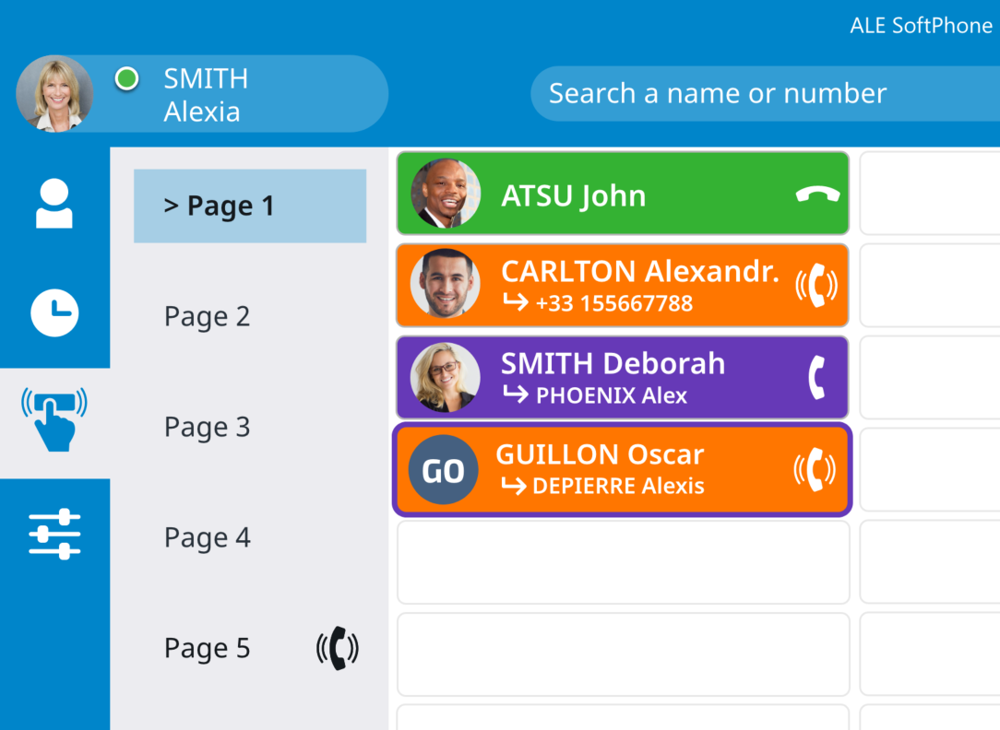 ALE SoftPhone
SMITH
Alexia
Search a name or number
> Page 1
Page 2
Page 3
Page 4
Page 5
ATSU John
CARLTON Alexandr.
+33 155667788
SMITH Deborah
PHOENIX Alex
GO
GUILLON Oscar
DEPIERRE Alexis